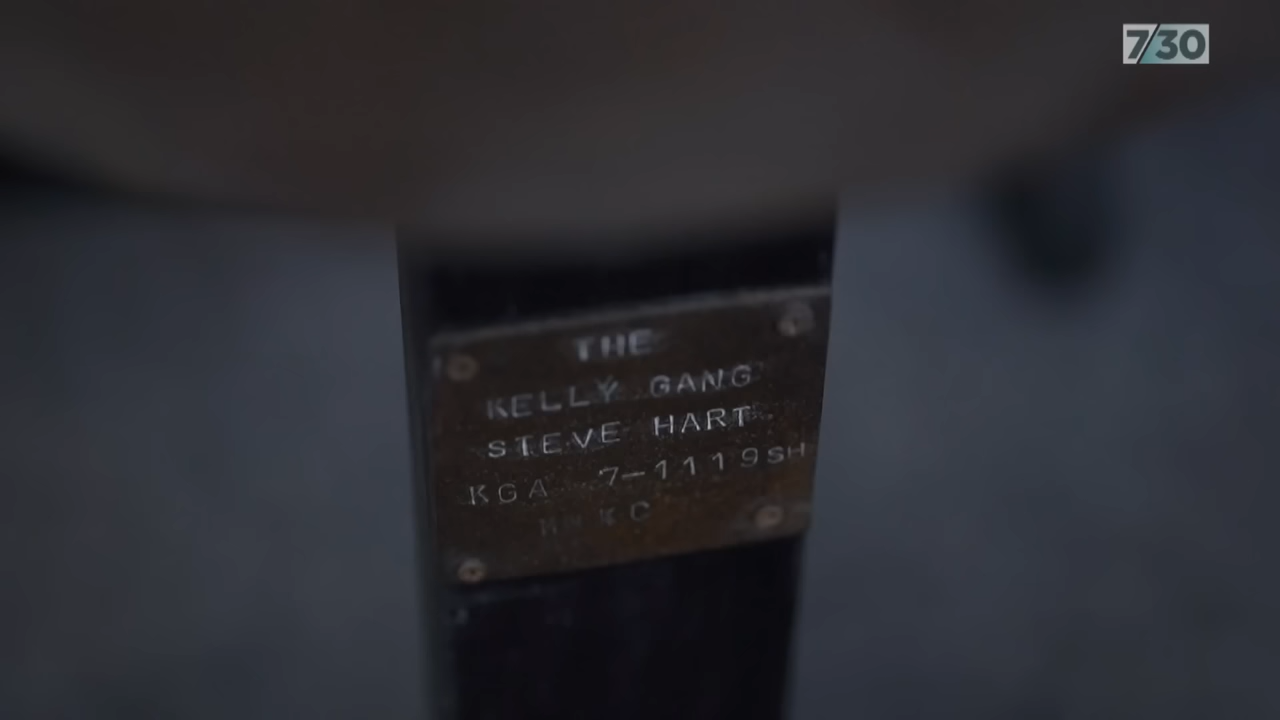 7/30
THE
KELLY GANG
STEVE HART
KGA 7-1119SH